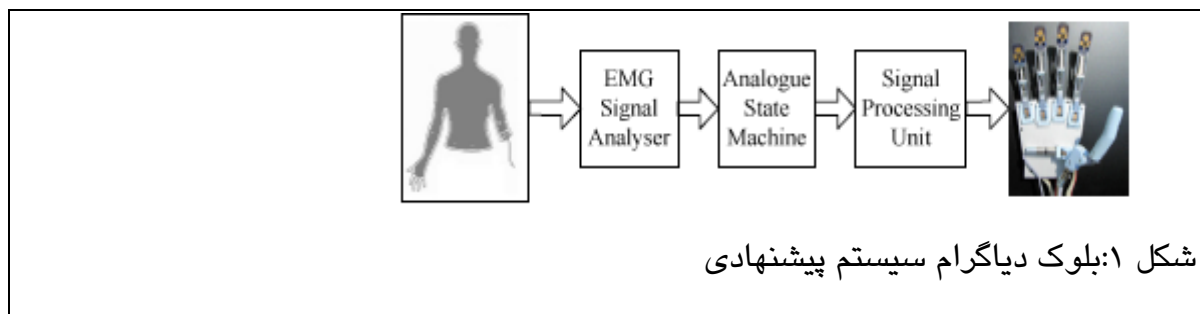 EMG
Signal
Analyser
Analogue
State
Machine
Signal
Processing
Unit
شکل ۱:بلوک دیاگرام سیستم پیشنهادی